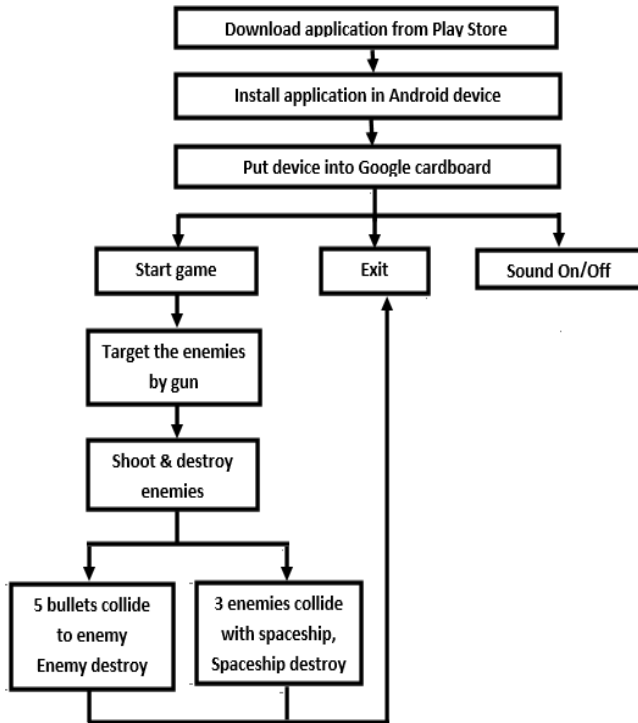 Download application from Play Store
Install application in Android device
Put device into Google cardboard
Start game
Exit
Sound On/Off
Target the enemies
by gun
Shoot & destroy
enemies
5 bullets collide
to enemy
Enemy destroy
3 enemies collide
with spaceship,
Spaceship destroy